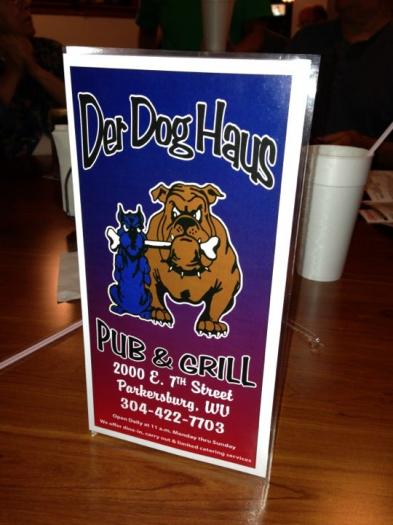 Der Dog Haus
PUB & GRILL
2000 E. 7TH Street
Parkersburg, WV
304-422-7703
Open Daily at 11 a.m. Monday thru Sunday
We offer dine-in, carry out & limited catering services